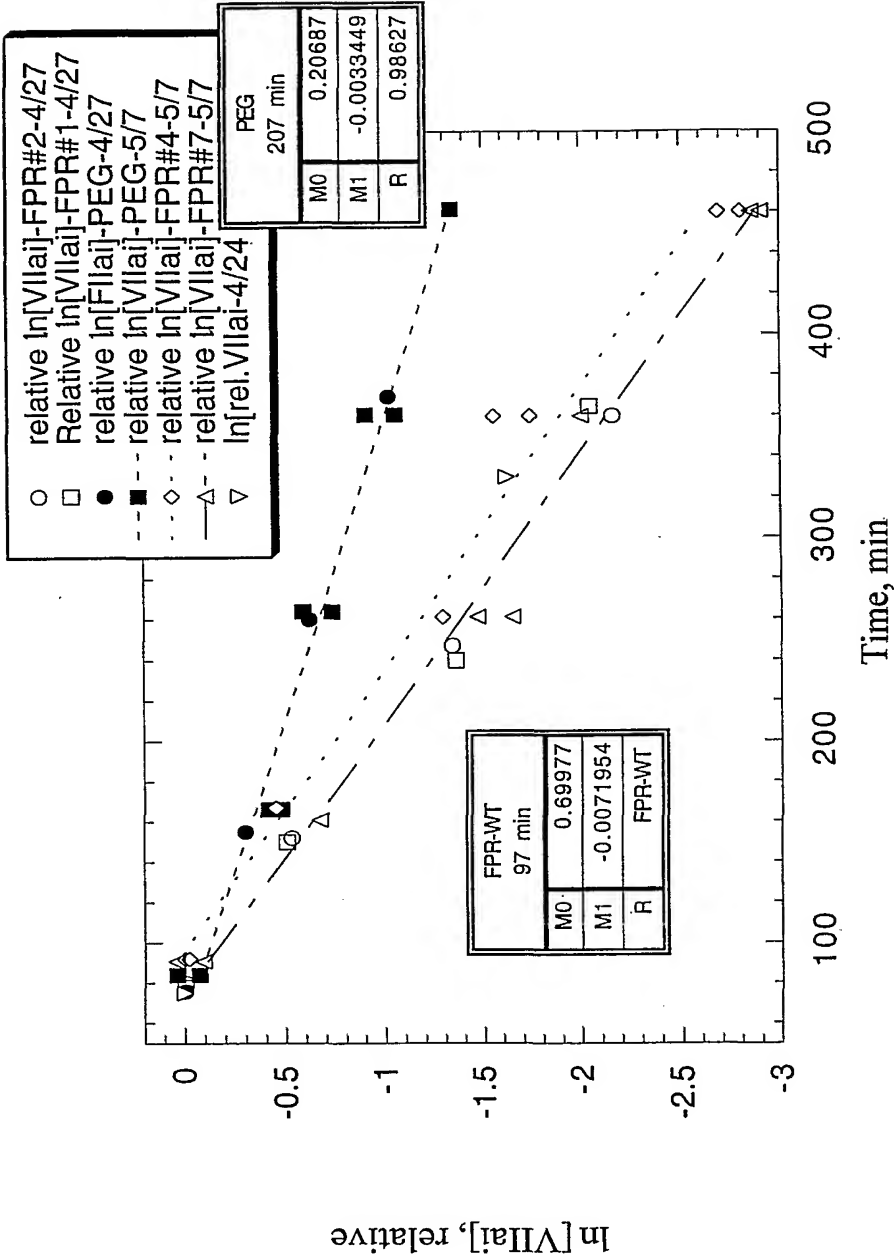 relative ln[VIIai]-FPR#2-4/27
Relative ln[VIIai]-FPR#1-4/27
relative ln[FIIai]-PEG-4/27
relative ln[VIIai]-PEG-5/7
relative ln[VIIai]-FPR#4-5/7
relative ln[VIIai]-FPR#7-5/7
ln[rel.VIIai-4/24
PEG
207 min
M0 0.20687
M1 -0.0033449
R 0.98627
FPR-WT
97 min
M0 0.69977
M1 -0.0071954
R FPR-WT
0
-0.5
-1
-1.5
-2
-2.5
-3
100 200 300 400 500
Time, min
ln [VIIai], relative